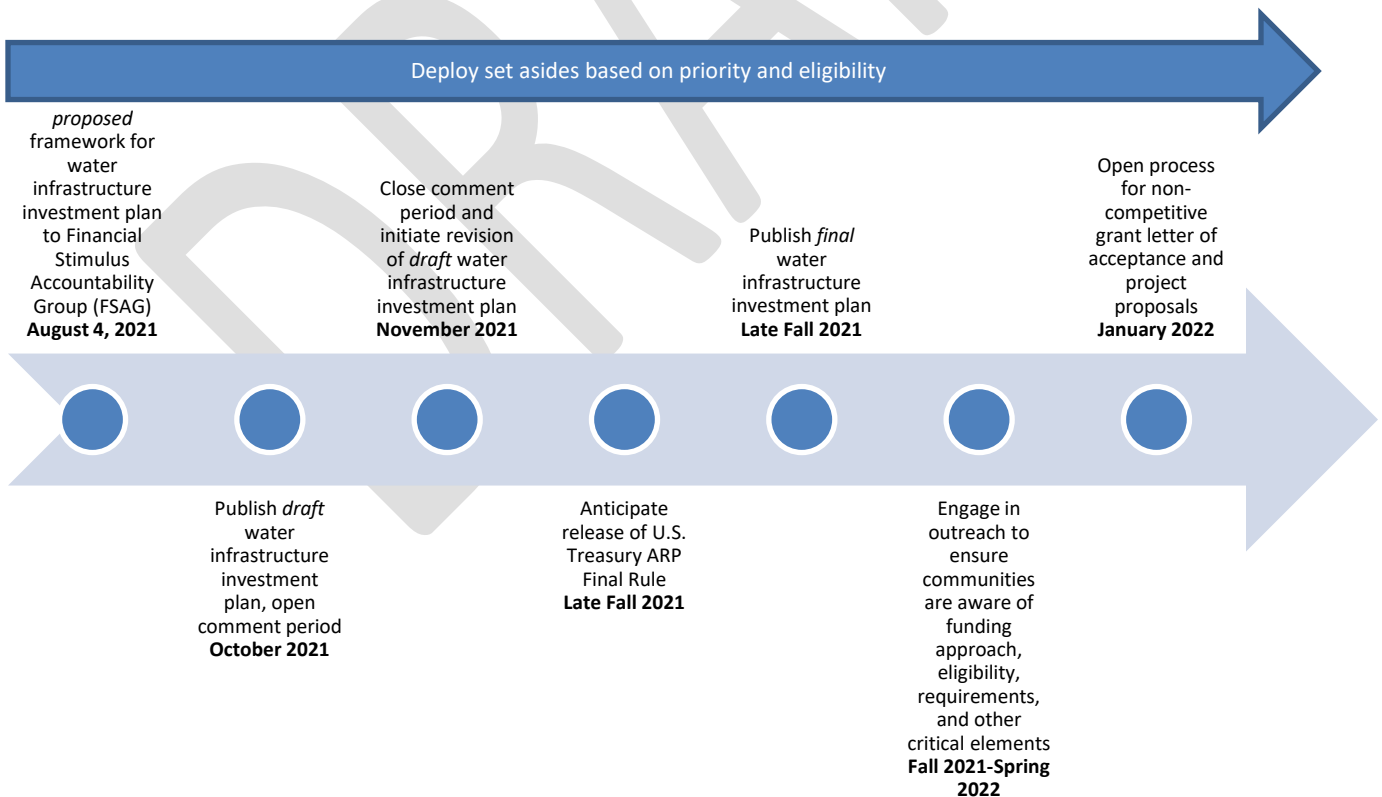 Deploy set asides based on priority and eligibility
proposed
framework for
water
infrastructure
investment plan
to Financial
Stimulus
Accountability
Group (FSAG)
August 4, 2021
Publish draft
water
infrastructure
investment
plan, open
comment period
October 2021
Close comment
period and
initiate revision
of draft water
infrastructure
investment plan
November 2021
Anticipate
release of U.S.
Treasury ARP
Final Rule
Late Fall 2021
Publish final
water
infrastructure
investment plan
Late Fall 2021
Engage in
outreach to
ensure
communities
are aware of
funding
approach,
eligibility,
requirements,
and other
critical elements
Fall 2021-Spring
2022
Open process
for non-
competitive
grant letter of
acceptance and
project
proposals
January 2022